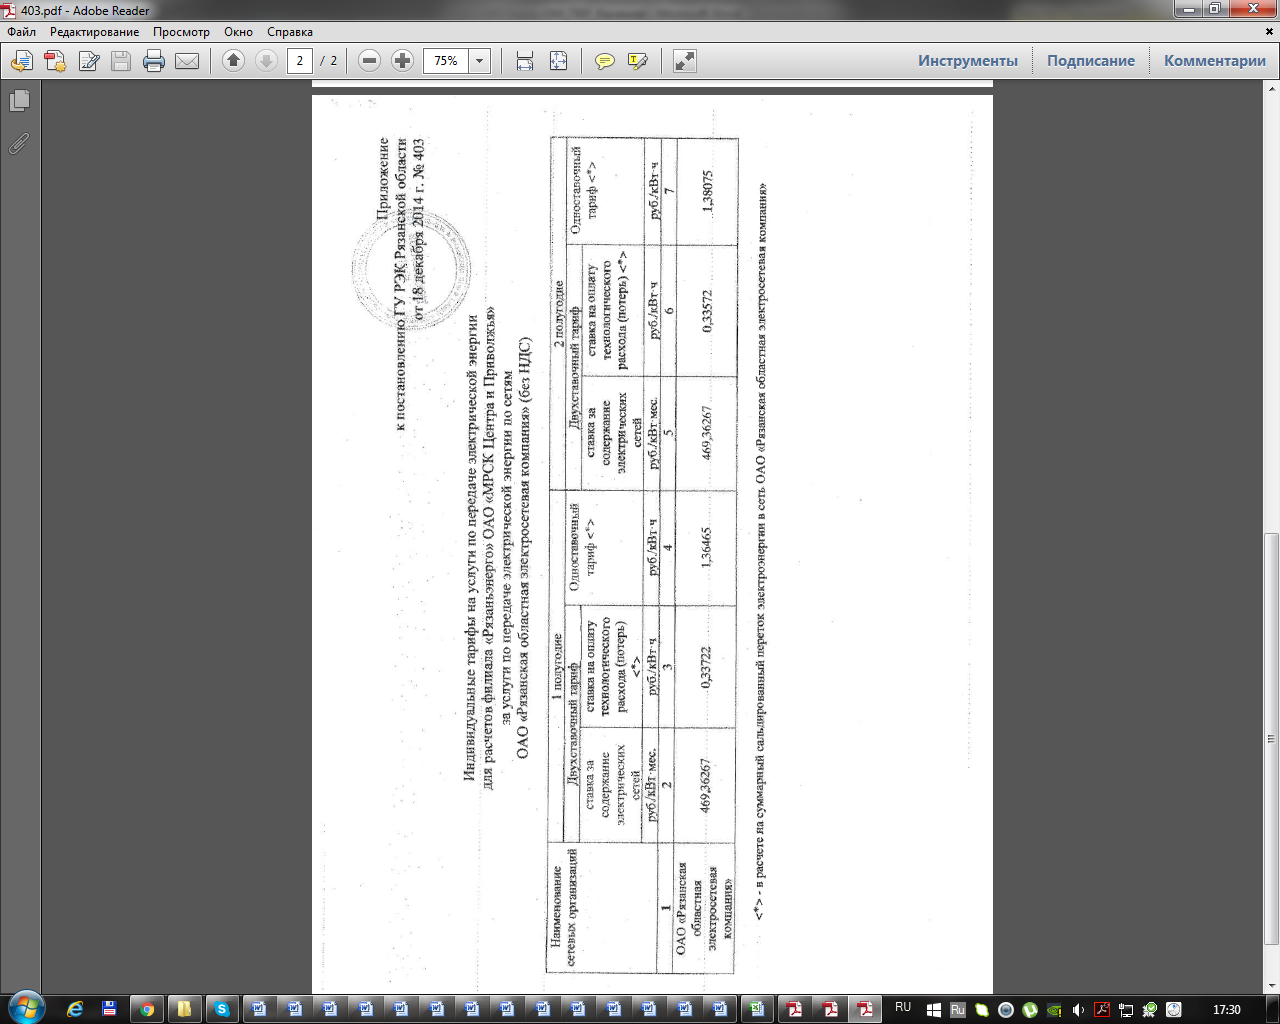 403.pdf - Adobe Reader
Файл Редактирование Просмотр Окно Справка
2 / 2 75% Инструменты Подписание Комментарии
Приложение
к постановлению ГУ РЭК Рязанской области
от 18 декабря 2014 г. № 403
Индивидуальные тарифы на услуги по передаче электрической энергии
для расчетов филиала «Рязаньэнерго» ОАО «МРСК Центра и Приволжья»
за услуги по передаче электрической энергии по сетям
ОАО «Рязанская областная электросетевая компания» (без НДС)
Наименование
сетевых организаций
1 полугодие
2 полугодие
Двухставочный тариф
Одноставочный
тариф <*>
Двухставочный тариф
Одноставочный
тариф <*>
ставка за
содержание
электрических
сетей
ставка на оплату
технологического
расхода (потерь)
<*>
ставка за
содержание
электрических
сетей
ставка на оплату
технологического
расхода (потерь) <*>
руб./кВт·мес. руб./кВт·ч руб./кВт·ч руб./кВт·мес. руб./кВт·ч руб./кВт·ч
1 2 3 4 5 6 7
ОАО «Рязанская
областная
электросетевая
компания»
469,36267 0,33722 1,36465 469,36267 0,33572 1,38075
<*> - в расчете на суммарный сальдированный переток электроэнергии в сеть ОАО «Рязанская областная электросетевая компания»
RU Ru 17:30